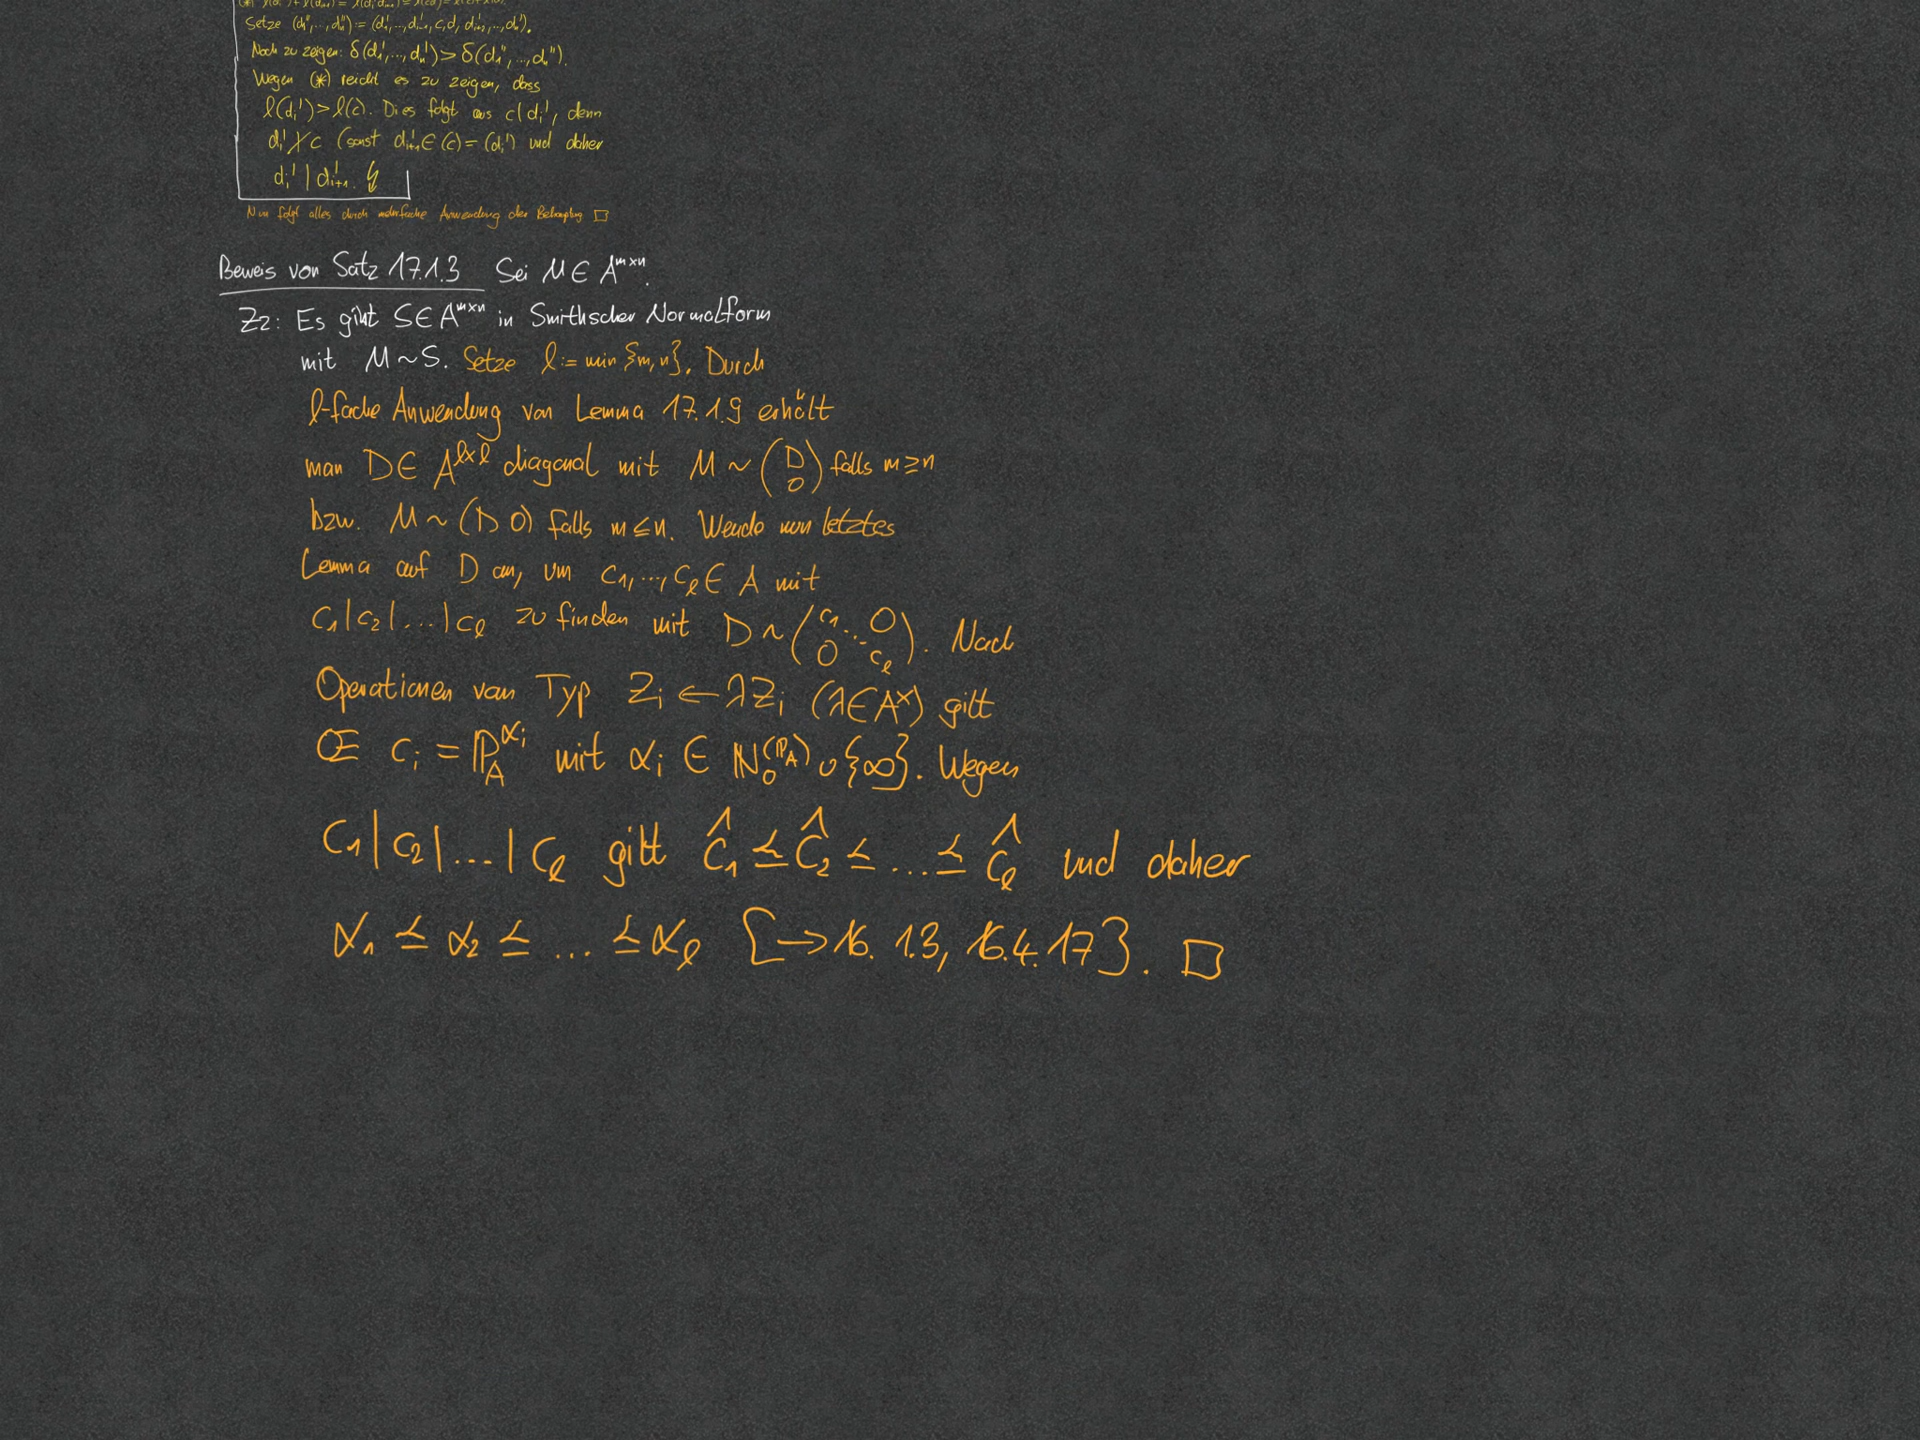 Setze (d₁'',...,dₙ'') := (d₁',...,d'ᵢ₋₁, c, d, d'ᵢ₊₂,...,dₙ').
Noch zu zeigen: δ(d₁',...,dₙ') > δ(d₁'',...,dₙ'').
Wegen (*) reicht es zu zeigen, dass
ℓ(dᵢ') > ℓ(c). Dies folgt aus c | dᵢ', denn
dᵢ' ∤ c (sonst d'ᵢ₊₁ ∈ (c) = (dᵢ') und daher
dᵢ' | d'ᵢ₊₁. ↯
Nun folgt alles durch mehrfache Anwendung der Behauptung □
Beweis von Satz 17.1.3 Sei M ∈ A^{m×n}.
Zz: Es gibt S ∈ A^{m×n} in Smithscher Normalform
mit M ~ S. Setze ℓ := min {m, n}. Durch
ℓ-fache Anwendung von Lemma 17.1.9 erhält
man D ∈ A^{ℓ×ℓ} diagonal mit M ~ (D 0) falls m ≥ n
bzw. M ~ (D 0) falls m ≤ n. Wende nun letztes
Lemma auf D an, um c₁, ..., c_ℓ ∈ A mit
c₁ | c₂ | ... | c_ℓ zu finden mit D ~ (c₁ 0 ⋱ 0 c_ℓ). Nach
Operationen vom Typ Zᵢ ← λZᵢ (λ ∈ A^×) gilt
Œ cᵢ = ℙ_A^{αᵢ} mit αᵢ ∈ ℕ₀^{(ℙ_A)} ∪ {∞}. Wegen
c₁ | c₂ | ... | c_ℓ gilt ĉ₁ ⪯ ĉ₂ ⪯ ... ⪯ ĉ_ℓ und daher
α₁ ⪯ α₂ ⪯ ... ⪯ α_ℓ [→ 16.1.3, 16.4.17]. □